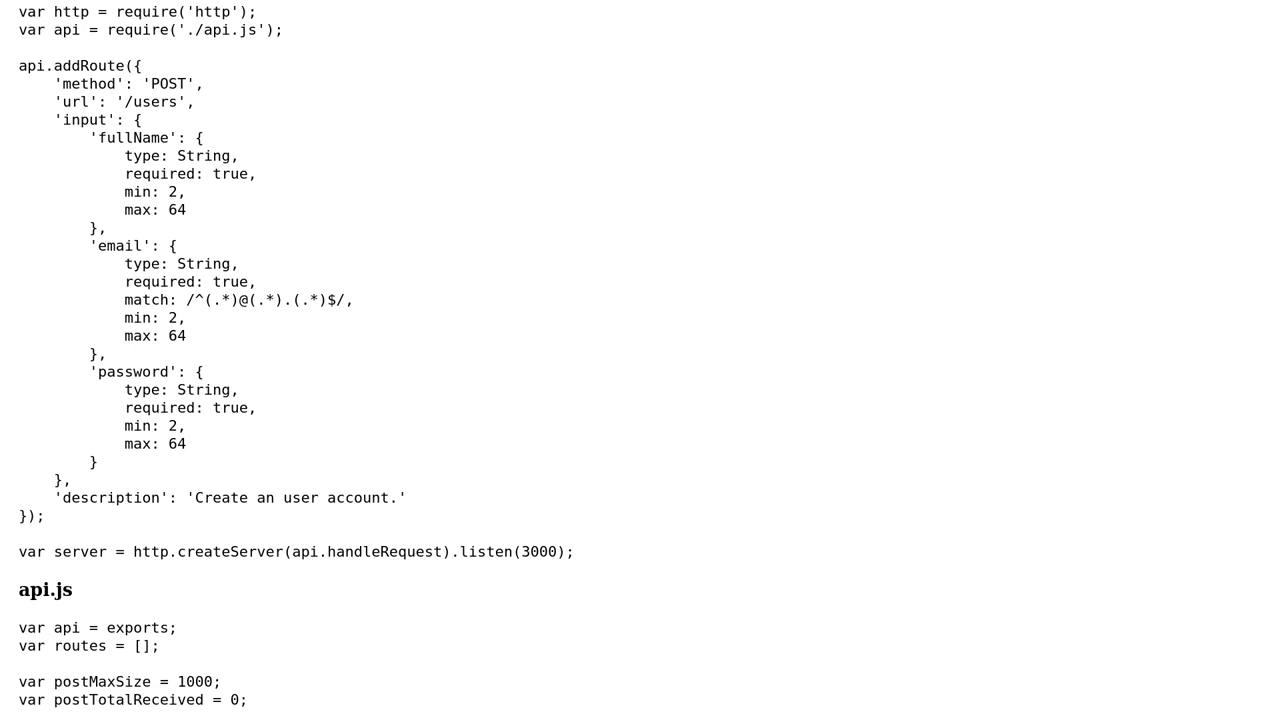 var http = require('http');
var api = require('./api.js');

api.addRoute({
    'method': 'POST',
    'url': '/users',
    'input': {
        'fullName': {
            type: String,
            required: true,
            min: 2,
            max: 64
        },
        'email': {
            type: String,
            required: true,
            match: /^(.*)@(.*).(.*)$/,
            min: 2,
            max: 64
        },
        'password': {
            type: String,
            required: true,
            min: 2,
            max: 64
        }
    },
    'description': 'Create an user account.'
});

var server = http.createServer(api.handleRequest).listen(3000);

api.js

var api = exports;
var routes = [];

var postMaxSize = 1000;
var postTotalReceived = 0;